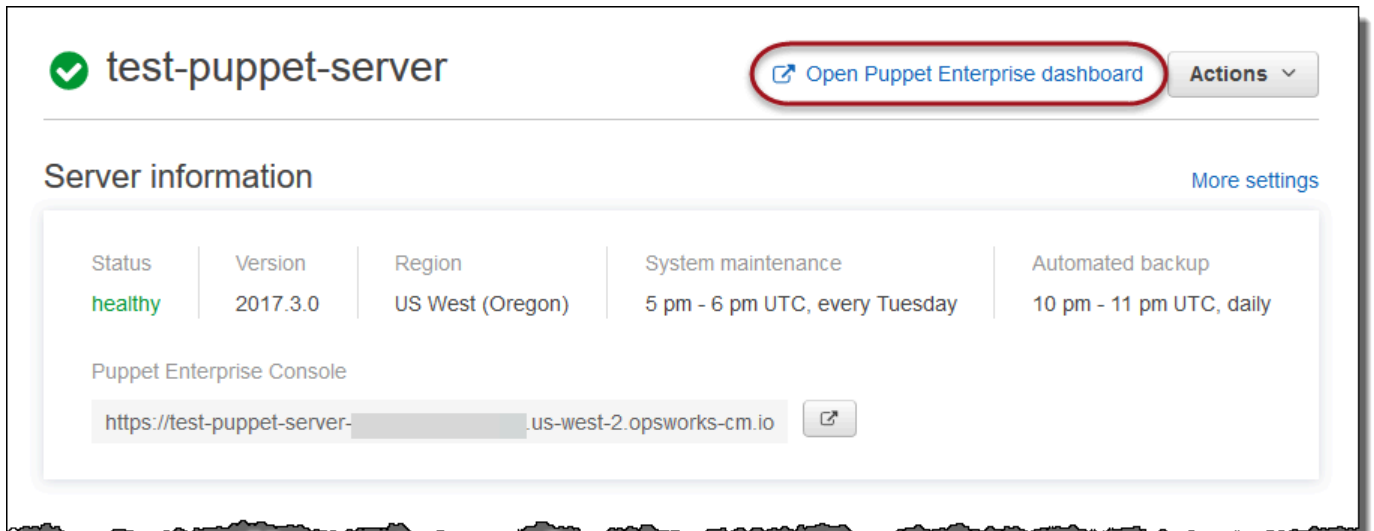 test-puppet-server
Open Puppet Enterprise dashboard
Actions
Server information
More settings
Status Version Region System maintenance Automated backup
healthy 2017.3.0 US West (Oregon) 5 pm - 6 pm UTC, every Tuesday 10 pm - 11 pm UTC, daily
Puppet Enterprise Console
https://test-puppet-server- .us-west-2.opsworks-cm.io